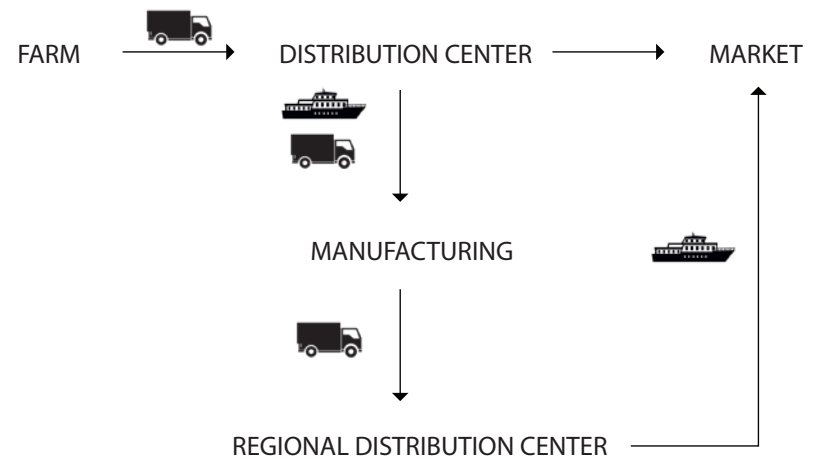 FARM
DISTRIBUTION CENTER
MARKET
MANUFACTURING
REGIONAL DISTRIBUTION CENTER